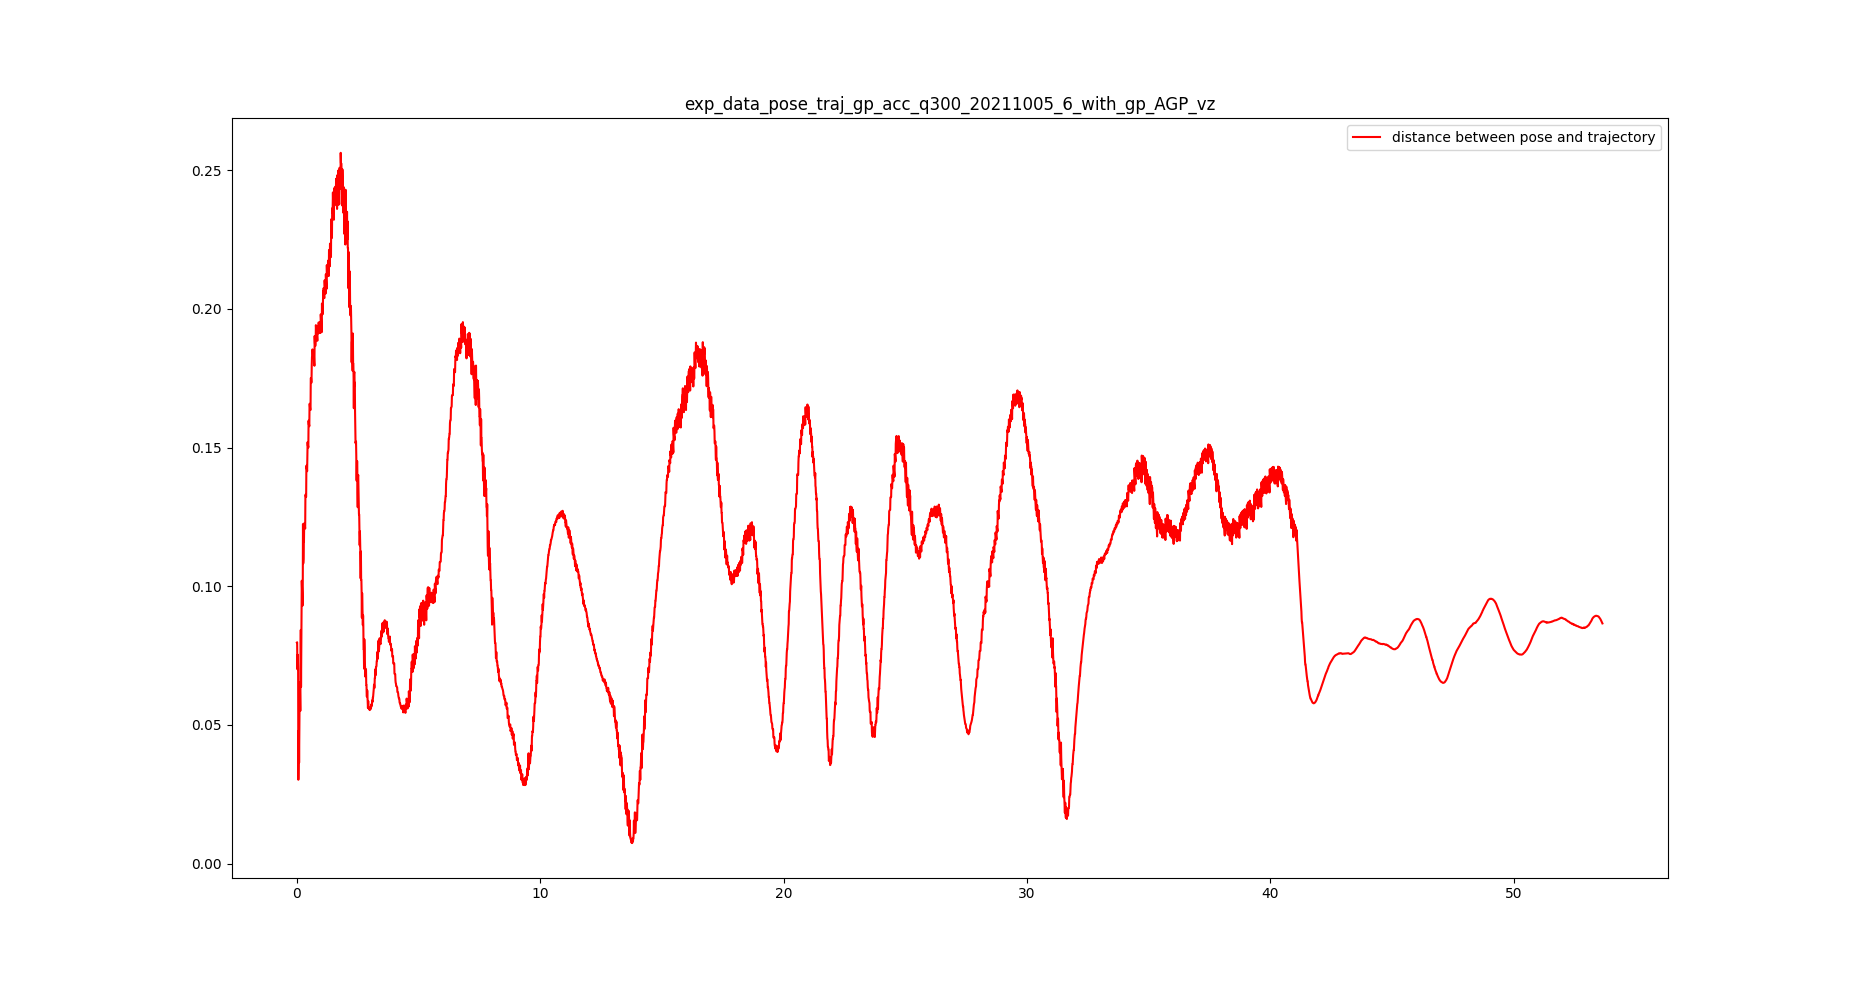 exp_data_pose_traj_gp_acc_q300_20211005_6_with_gp_AGP_vz
distance between pose and trajectory
0.25
0.20
0.15
0.10
0.05
0.00
0 10 20 30 40 50